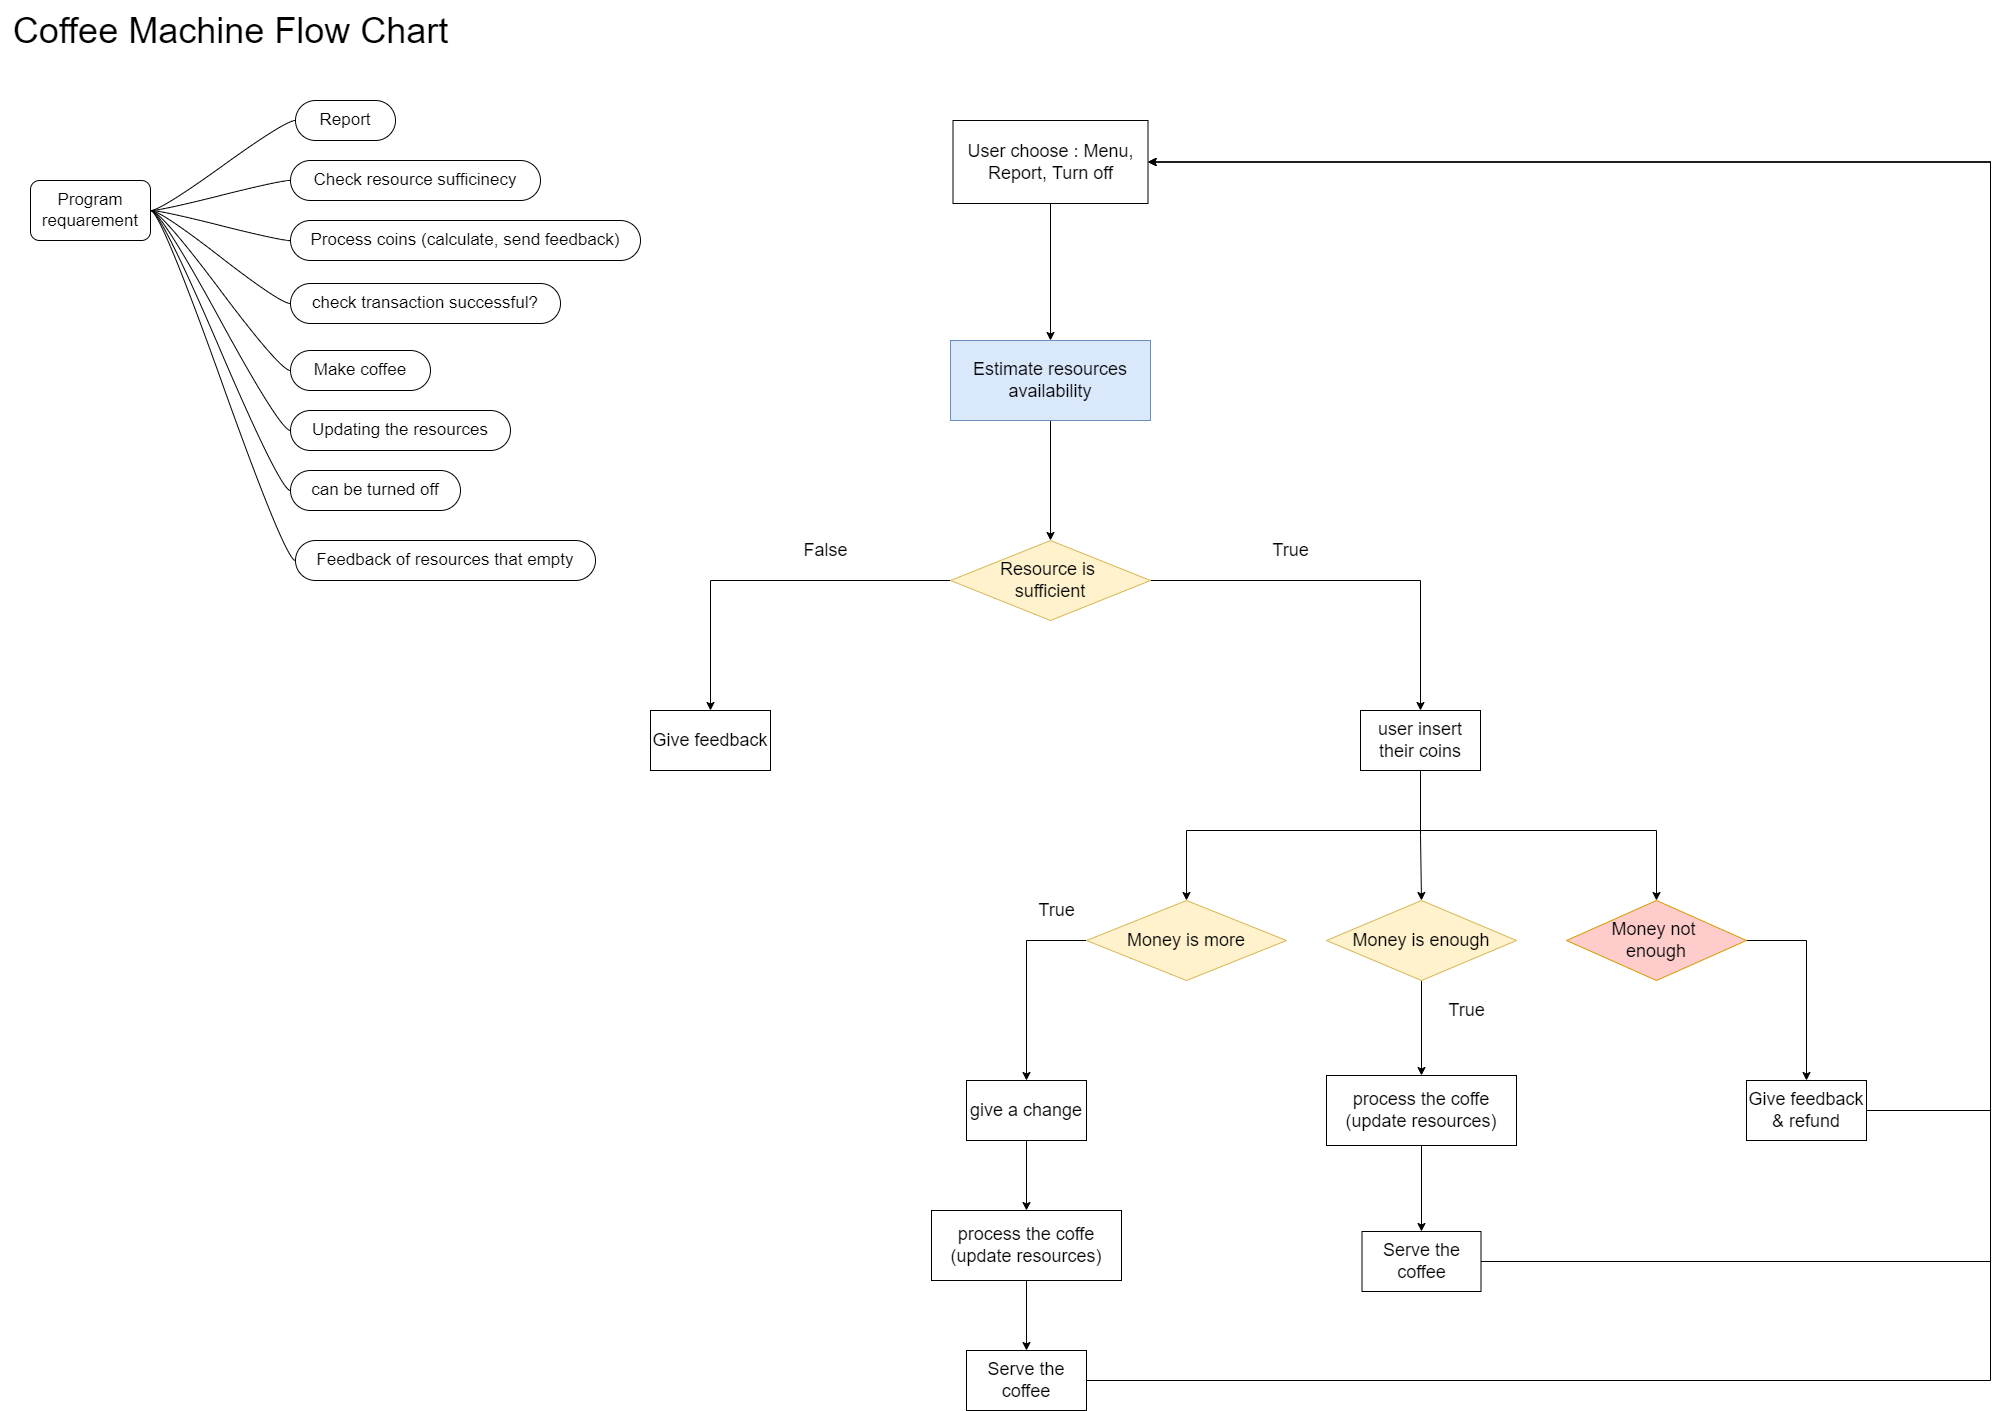 Coffee Machine Flow Chart
Report
Check resource sufficinecy
Program
requarement
Process coins (calculate, send feedback)
check transaction successful?
Make coffee
Updating the resources
can be turned off
Feedback of resources that empty
User choose : Menu,
Report, Turn off
Estimate resources
availability
False
True
Resource is
sufficient
Give feedback
user insert
their coins
True
Money is more
Money is enough
Money not
enough
True
give a change
process the coffe
(update resources)
Give feedback
& refund
process the coffe
(update resources)
Serve the
coffee
Serve the
coffee